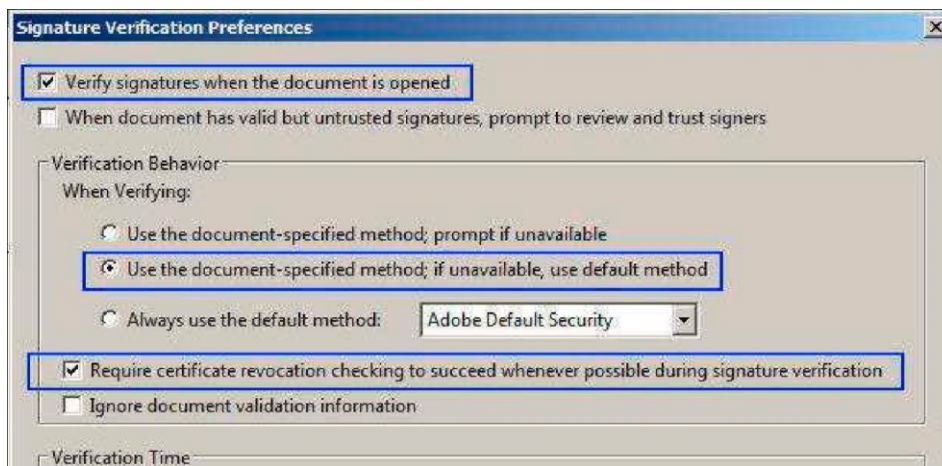 Signature Verification Preferences
Verify signatures when the document is opened
When document has valid but untrusted signatures, prompt to review and trust signers
Verification Behavior
When Verifying:
Use the document-specified method; prompt if unavailable
Use the document-specified method; if unavailable, use default method
Always use the default method: Adobe Default Security
Require certificate revocation checking to succeed whenever possible during signature verification
Ignore document validation information
Verification Time